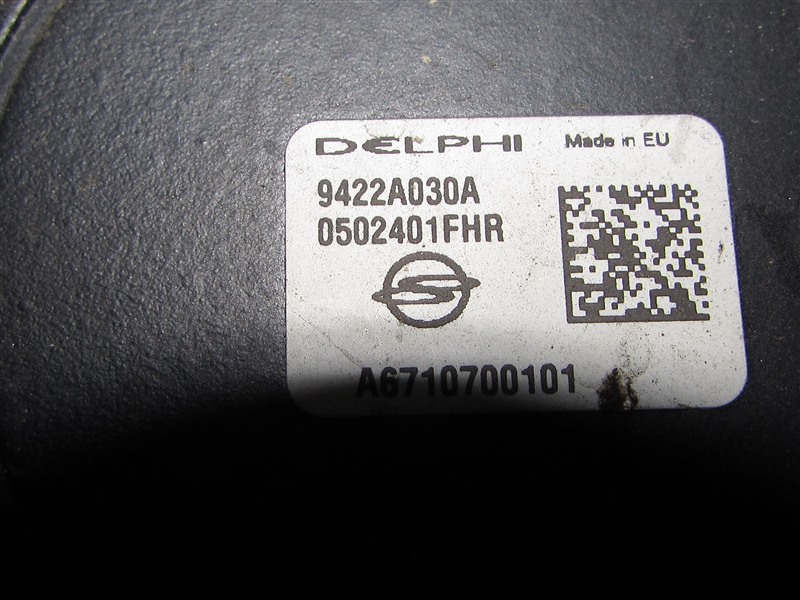 DELPHI Made in EU
9422A030A
0502401FHR
A6710700101